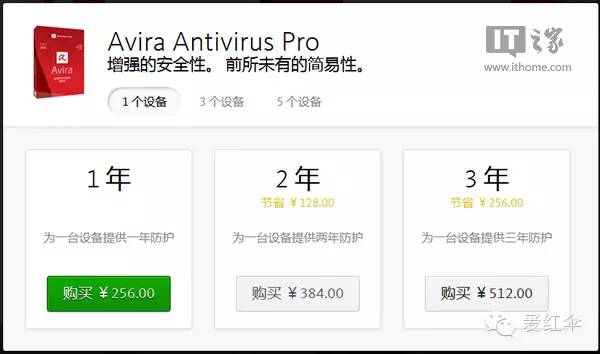 Avira Antivirus Pro
增强的安全性。 前所未有的简易性。
IT之家
www.ithome.com
Avira
1 个设备
3 个设备
5 个设备
1 年
为一台设备提供一年防护
购买 ￥256.00
2 年
节省 ￥128.00
为一台设备提供两年防护
购买 ￥384.00
3 年
节省 ￥256.00
为一台设备提供三年防护
购买 ￥512.00
爱红伞